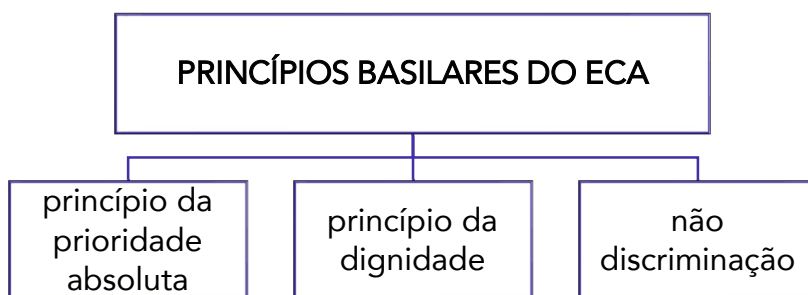 PRINCÍPIOS BASILARES DO ECA
princípio da
prioridade
absoluta
princípio da
dignidade
não
discriminação